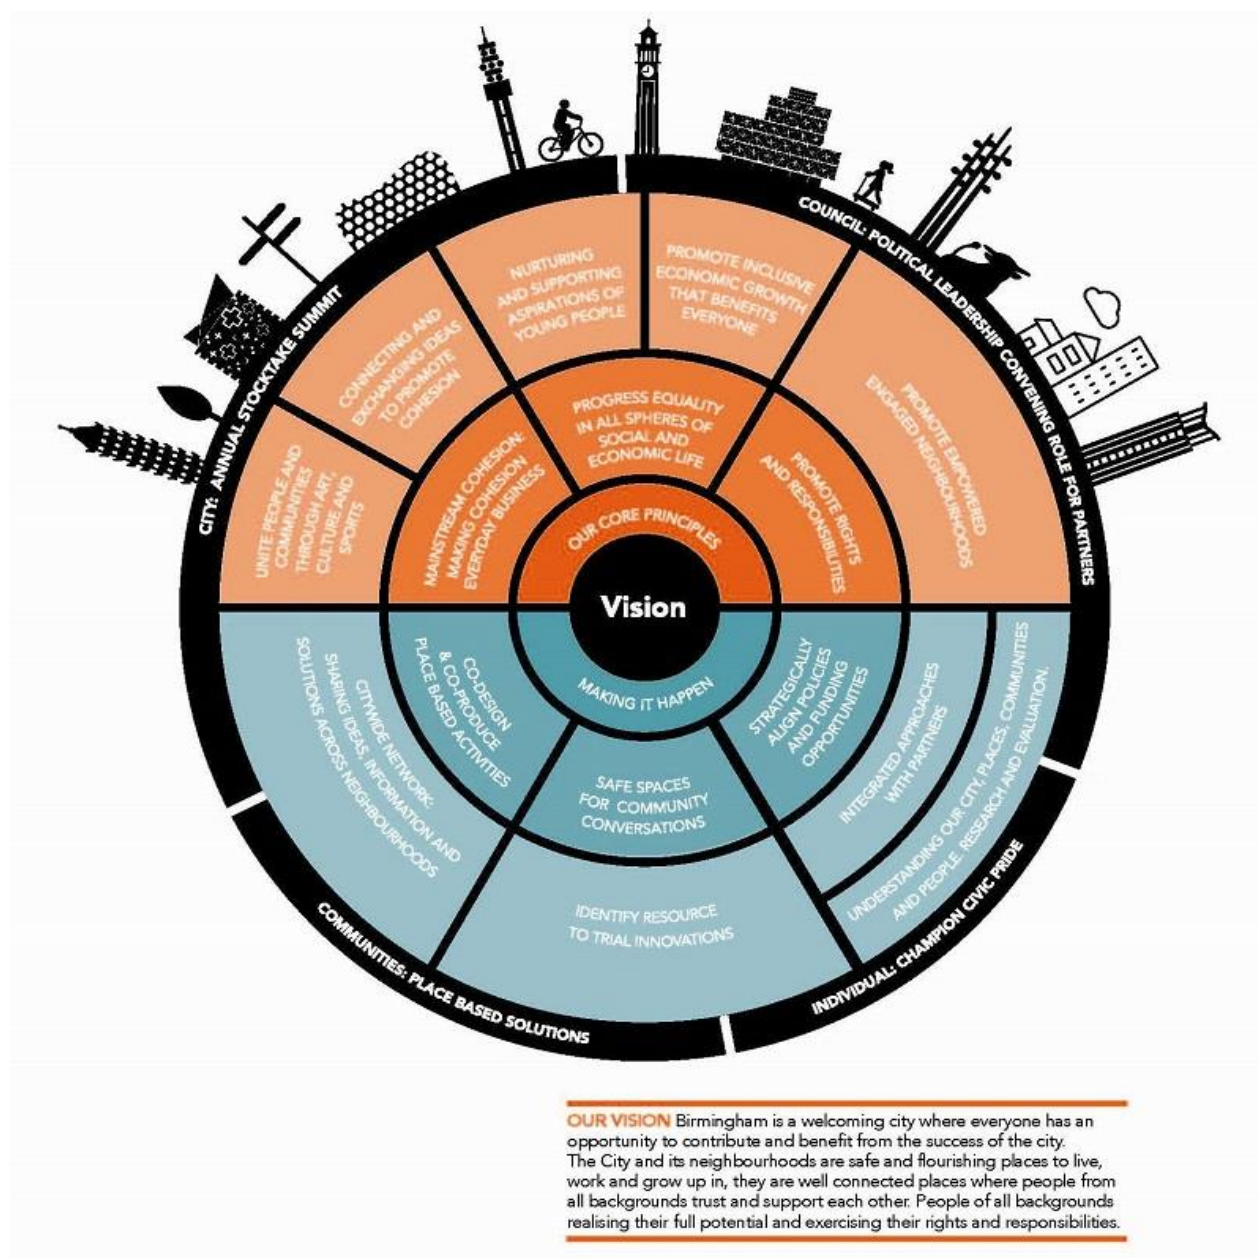 CITY: ANNUAL STOCKTAKE SUMMIT
COUNCIL: POLITICAL LEADERSHIP CONVENING ROLE FOR PARTNERS
NURTURING
AND SUPPORTING
ASPIRATIONS OF
YOUNG PEOPLE
PROMOTE INCLUSIVE
ECONOMIC GROWTH
THAT BENEFITS
EVERYONE
CONNECTING AND
EXCHANGING IDEAS
TO PROMOTE
COHESION
PROMOTE EMPOWERED
ENGAGED NEIGHBOURHOODS
UNITE PEOPLE AND
COMMUNITIES
THROUGH ART,
CULTURE AND
SPORTS
MAINSTREAM COHESION:
MAKING COHESION
EVERYDAY BUSINESS
PROGRESS EQUALITY
IN ALL SPHERES OF
SOCIAL AND
ECONOMIC LIFE
PROMOTE RIGHTS
AND RESPONSIBILITIES
OUR CORE PRINCIPLES
Vision
MAKING IT HAPPEN
CO-DESIGN
& CO-PRODUCE
PLACE BASED ACTIVITIES
SAFE SPACES
FOR COMMUNITY
CONVERSATIONS
STRATEGICALLY
ALIGN POLICIES
AND FUNDING
OPPORTUNITIES
CITYWIDE NETWORK:
SHARING IDEAS, INFORMATION AND
SOLUTIONS ACROSS NEIGHBOURHOODS
IDENTIFY RESOURCE
TO TRIAL INNOVATIONS
INTEGRATED APPROACHES
WITH PARTNERS
UNDERSTANDING OUR CITY, PLACES, COMMUNITIES
AND PEOPLE. RESEARCH AND EVALUATION.
COMMUNITIES: PLACE BASED SOLUTIONS
INDIVIDUAL: CHAMPION CIVIC PRIDE
OUR VISION Birmingham is a welcoming city where everyone has an
opportunity to contribute and benefit from the success of the city.
The City and its neighbourhoods are safe and flourishing places to live,
work and grow up in, they are well connected places where people from
all backgrounds trust and support each other. People of all backgrounds
realising their full potential and exercising their rights and responsibilities.